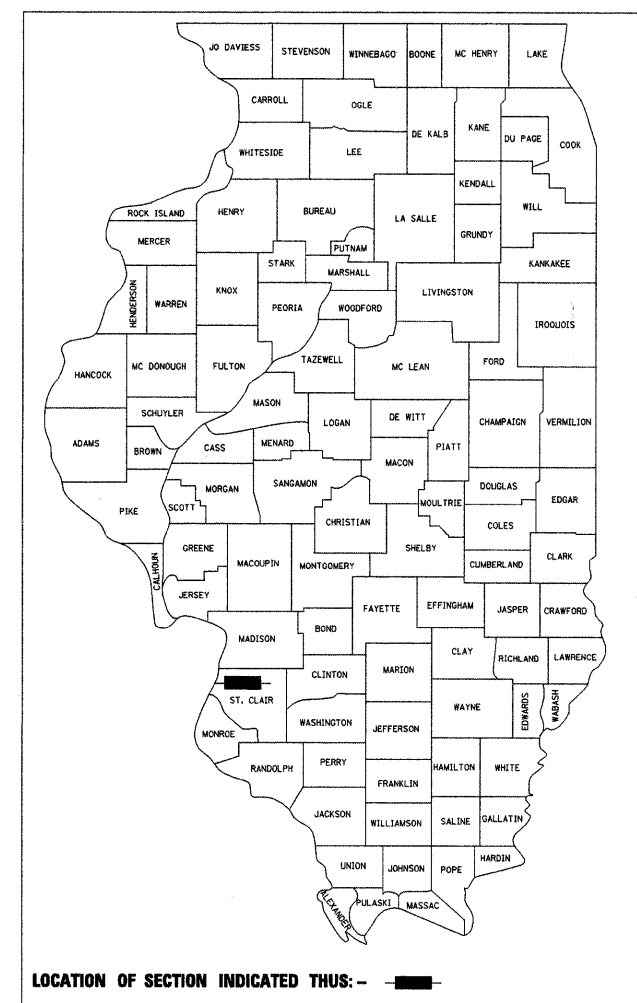 JO DAVIESS STEVENSON WINNEBAGO BOONE MC HENRY LAKE
CARROLL OGLE DE KALB KANE DU PAGE COOK
WHITESIDE LEE
KENDALL
ROCK ISLAND HENRY BUREAU LA SALLE GRUNDY WILL
MERCER PUTNAM
STARK MARSHALL KANKAKEE
HENDERSON WARREN KNOX PEORIA WOODFORD LIVINGSTON IROQUOIS
HANCOCK MC DONOUGH FULTON TAZEWELL MC LEAN FORD
SCHUYLER MASON
ADAMS BROWN CASS MENARD LOGAN DE WITT PIATT CHAMPAIGN VERMILION
MACON
PIKE SCOTT MORGAN SANGAMON MOULTRIE DOUGLAS EDGAR
CHRISTIAN COLES
GREENE MACOUPIN MONTGOMERY SHELBY CUMBERLAND CLARK
CALHOUN JERSEY
FAYETTE EFFINGHAM JASPER CRAWFORD
MADISON BOND
CLAY RICHLAND LAWRENCE
CLINTON MARION
ST. CLAIR WAYNE EDWARDS WABASH
MONROE WASHINGTON JEFFERSON
RANDOLPH PERRY HAMILTON WHITE
FRANKLIN
JACKSON WILLIAMSON SALINE GALLATIN
UNION JOHNSON POPE HARDIN
ALEXANDER PULASKI MASSAC
LOCATION OF SECTION INDICATED THUS: –